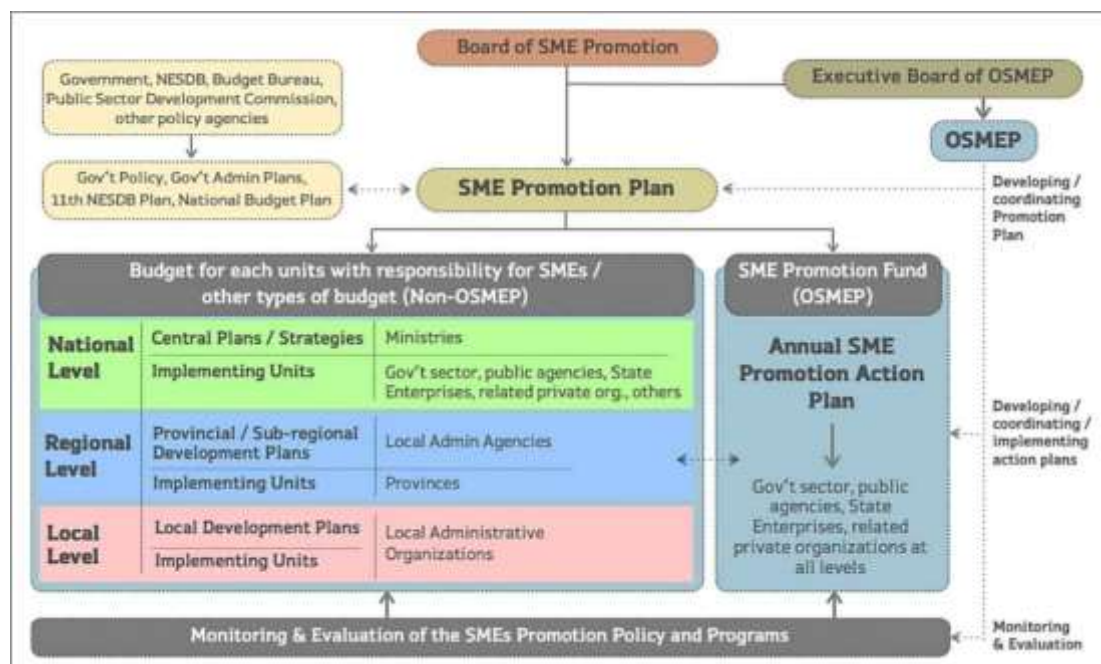 Board of SME Promotion
Government, NESDB, Budget Bureau,
Public Sector Development Commission,
other policy agencies
Executive Board of OSMEP
OSMEP
Gov't Policy, Gov't Admin Plans,
11th NESDB Plan, National Budget Plan
SME Promotion Plan
Developing /
coordinating
Promotion
Plan
Budget for each units with responsibility for SMEs /
other types of budget (Non-OSMEP)
National
Level
Central Plans / Strategies
Ministries
Implementing Units
Gov't sector, public agencies, State
Enterprises, related private org., others
Regional
Level
Provincial / Sub-regional
Development Plans
Local Admin Agencies
Implementing Units
Provinces
Local
Level
Local Development Plans
Implementing Units
Local Administrative
Organizations
SME Promotion Fund
(OSMEP)
Annual SME
Promotion Action
Plan
Gov't sector, public
agencies, State
Enterprises, related
private organizations at
all levels
Developing /
coordinating /
implementing
action plans
Monitoring & Evaluation of the SMEs Promotion Policy and Programs
Monitoring
& Evaluation